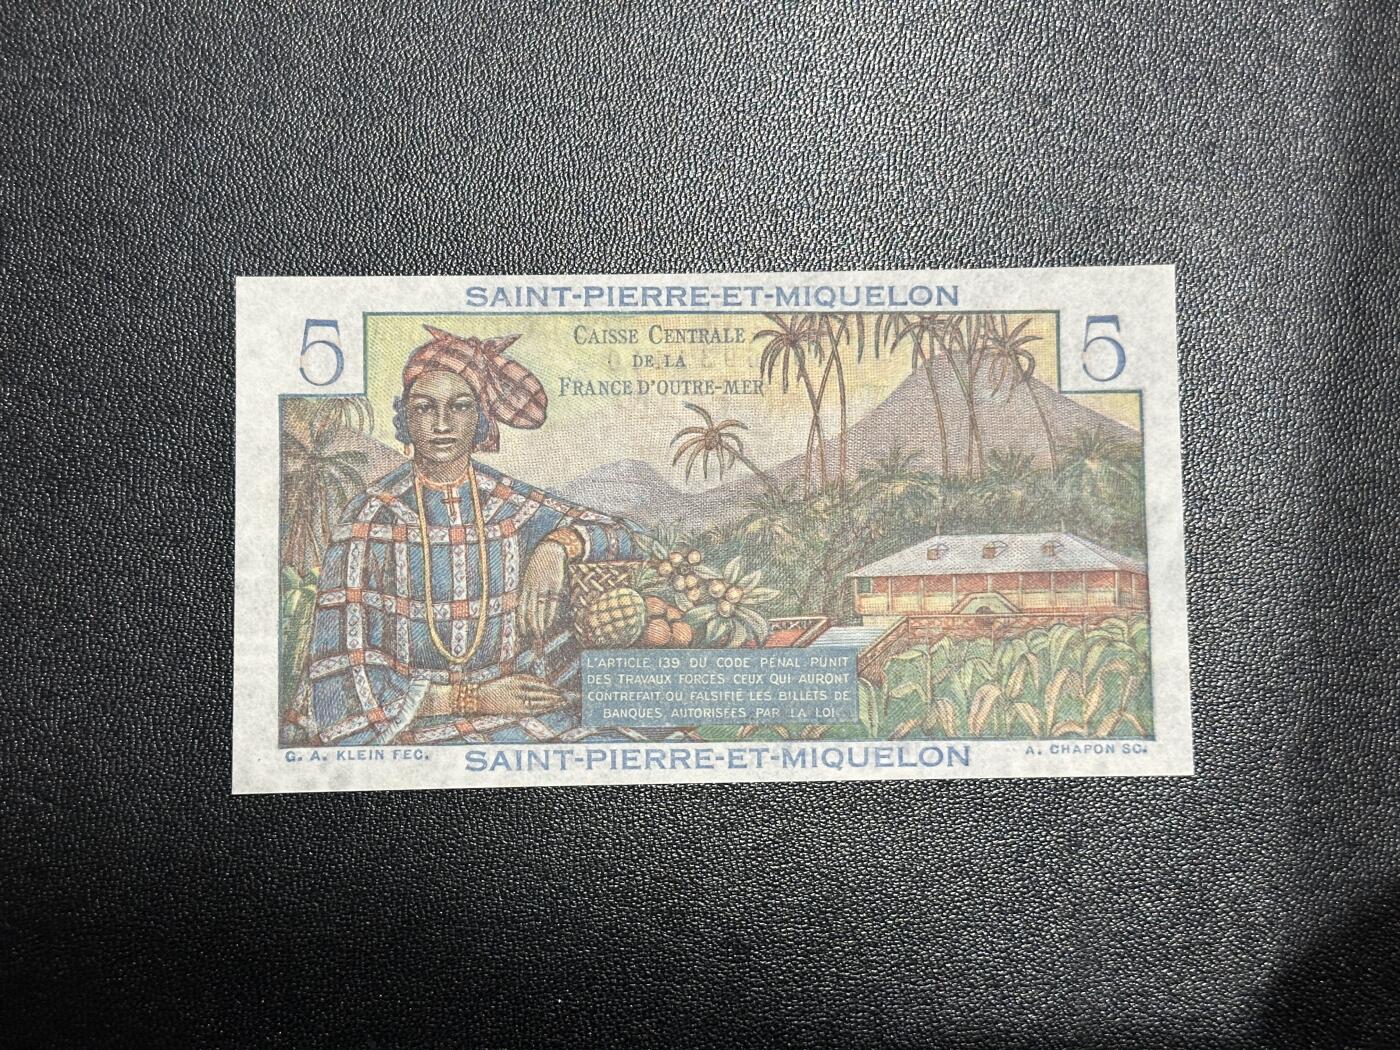 SAINT-PIERRE-ET-MIQUELON
5
5
CAISSE CENTRALE
DE LA
FRANCE D'OUTRE-MER
L'ARTICLE 139 DU CODE PÉNAL PUNIT
DES TRAVAUX FORCÉS CEUX QUI AURONT
CONTREFAIT OU FALSIFIÉ LES BILLETS DE
BANQUES AUTORISÉES PAR LA LOI.
G. A. KLEIN FEC.
SAINT-PIERRE-ET-MIQUELON
A. CHAPON SC.